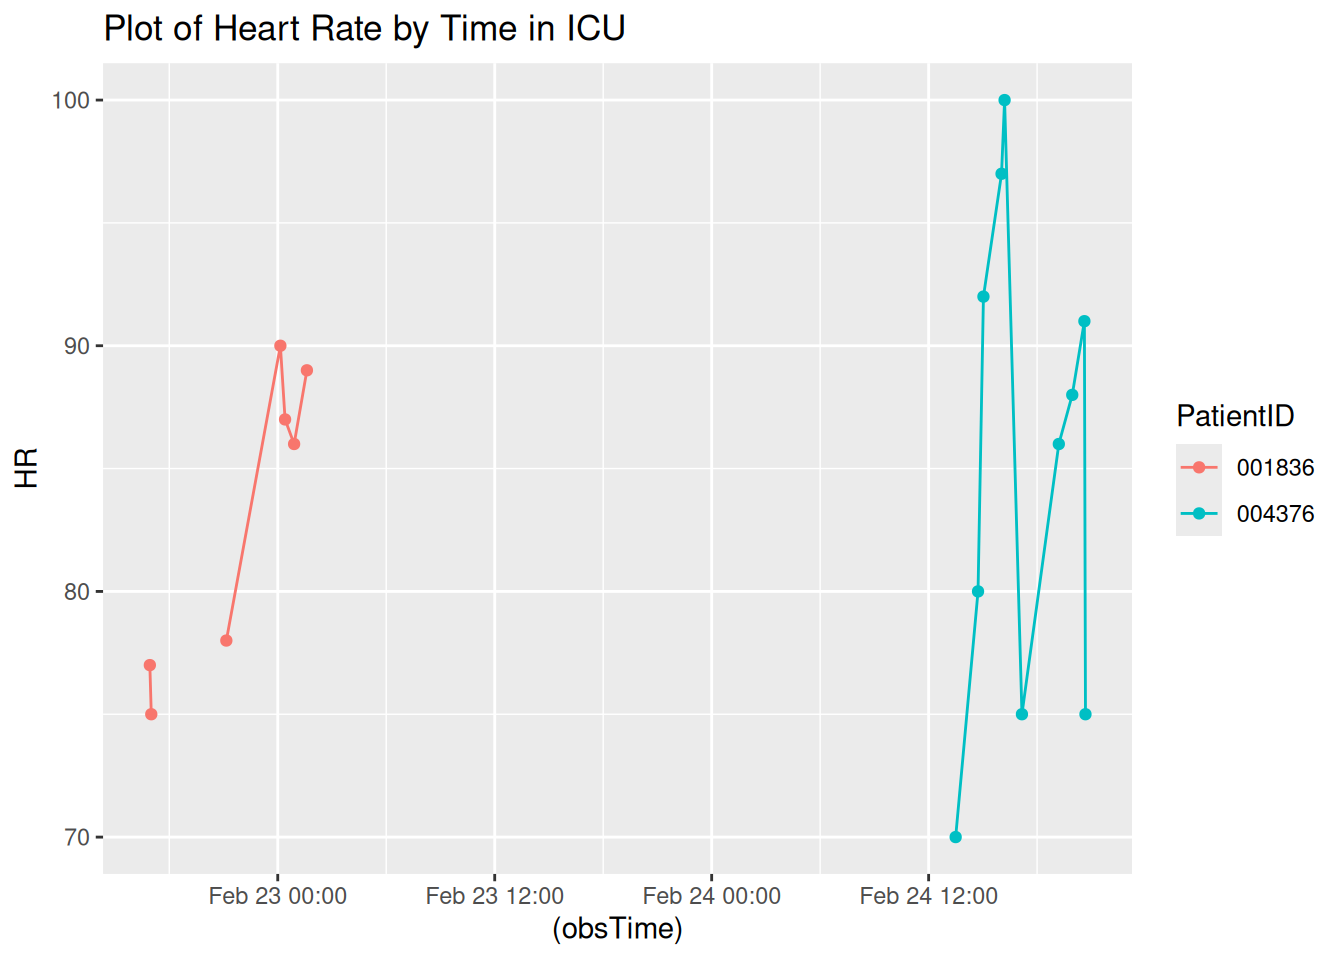 Plot of Heart Rate by Time in ICU
100
90
80
70
HR
Feb 23 00:00
Feb 23 12:00
Feb 24 00:00
Feb 24 12:00
(obsTime)
PatientID
001836
004376